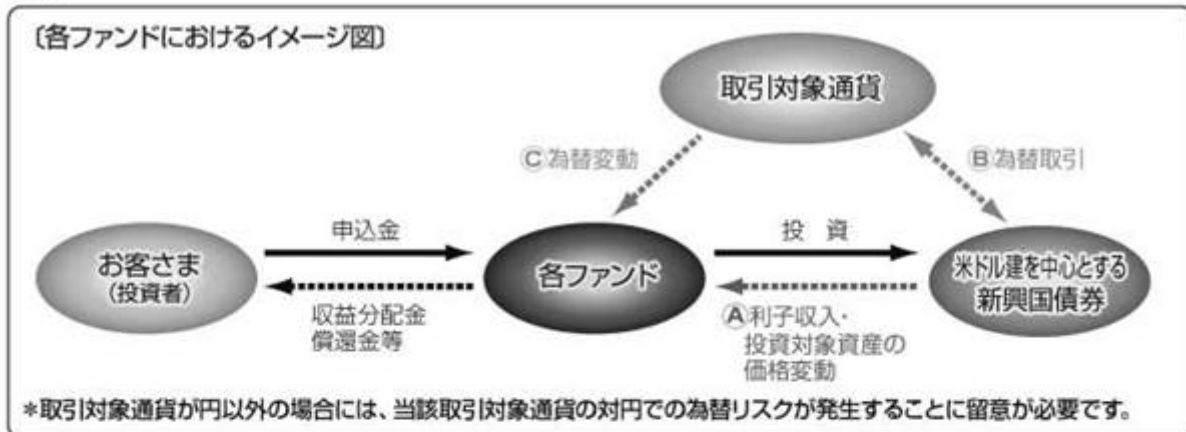 〔各ファンドにおけるイメージ図〕
取引対象通貨
Ⓒ為替変動
Ⓑ為替取引
申込金
投 資
お客さま
(投資者)
各ファンド
米ドル建を中心とする
新興国債券
収益分配金
償還金等
Ⓐ利子収入・
投資対象資産の
価格変動
*取引対象通貨が円以外の場合には、当該取引対象通貨の対円での為替リスクが発生することに留意が必要です。